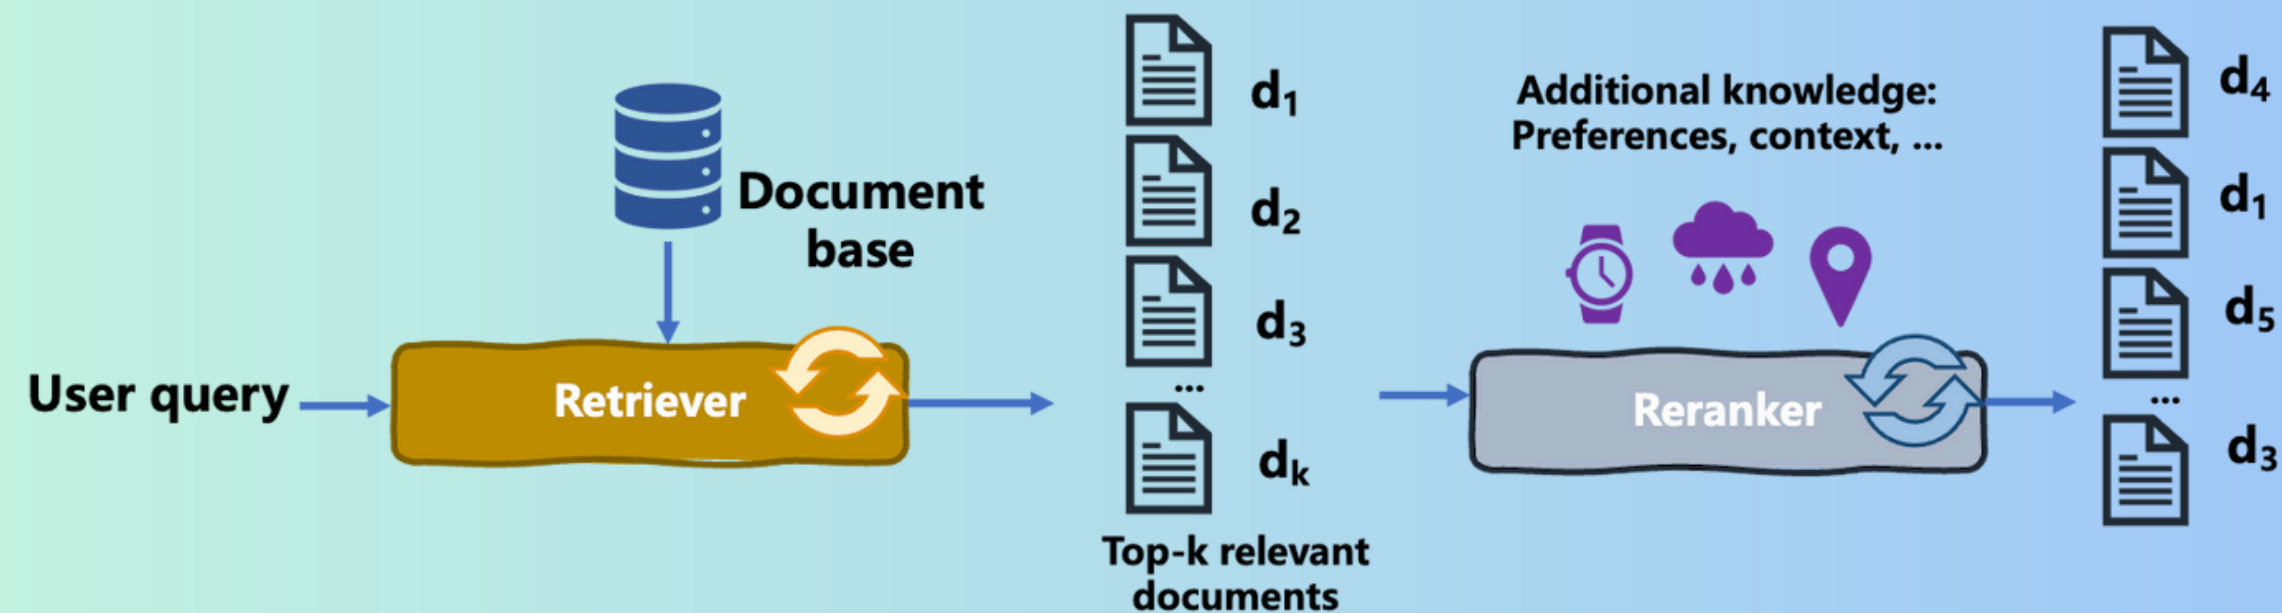 User query
Document
base
Retriever
d1
d2
d3
...
dk
Top-k relevant
documents
Additional knowledge:
Preferences, context, ...
Reranker
d4
d1
d5
...
d3